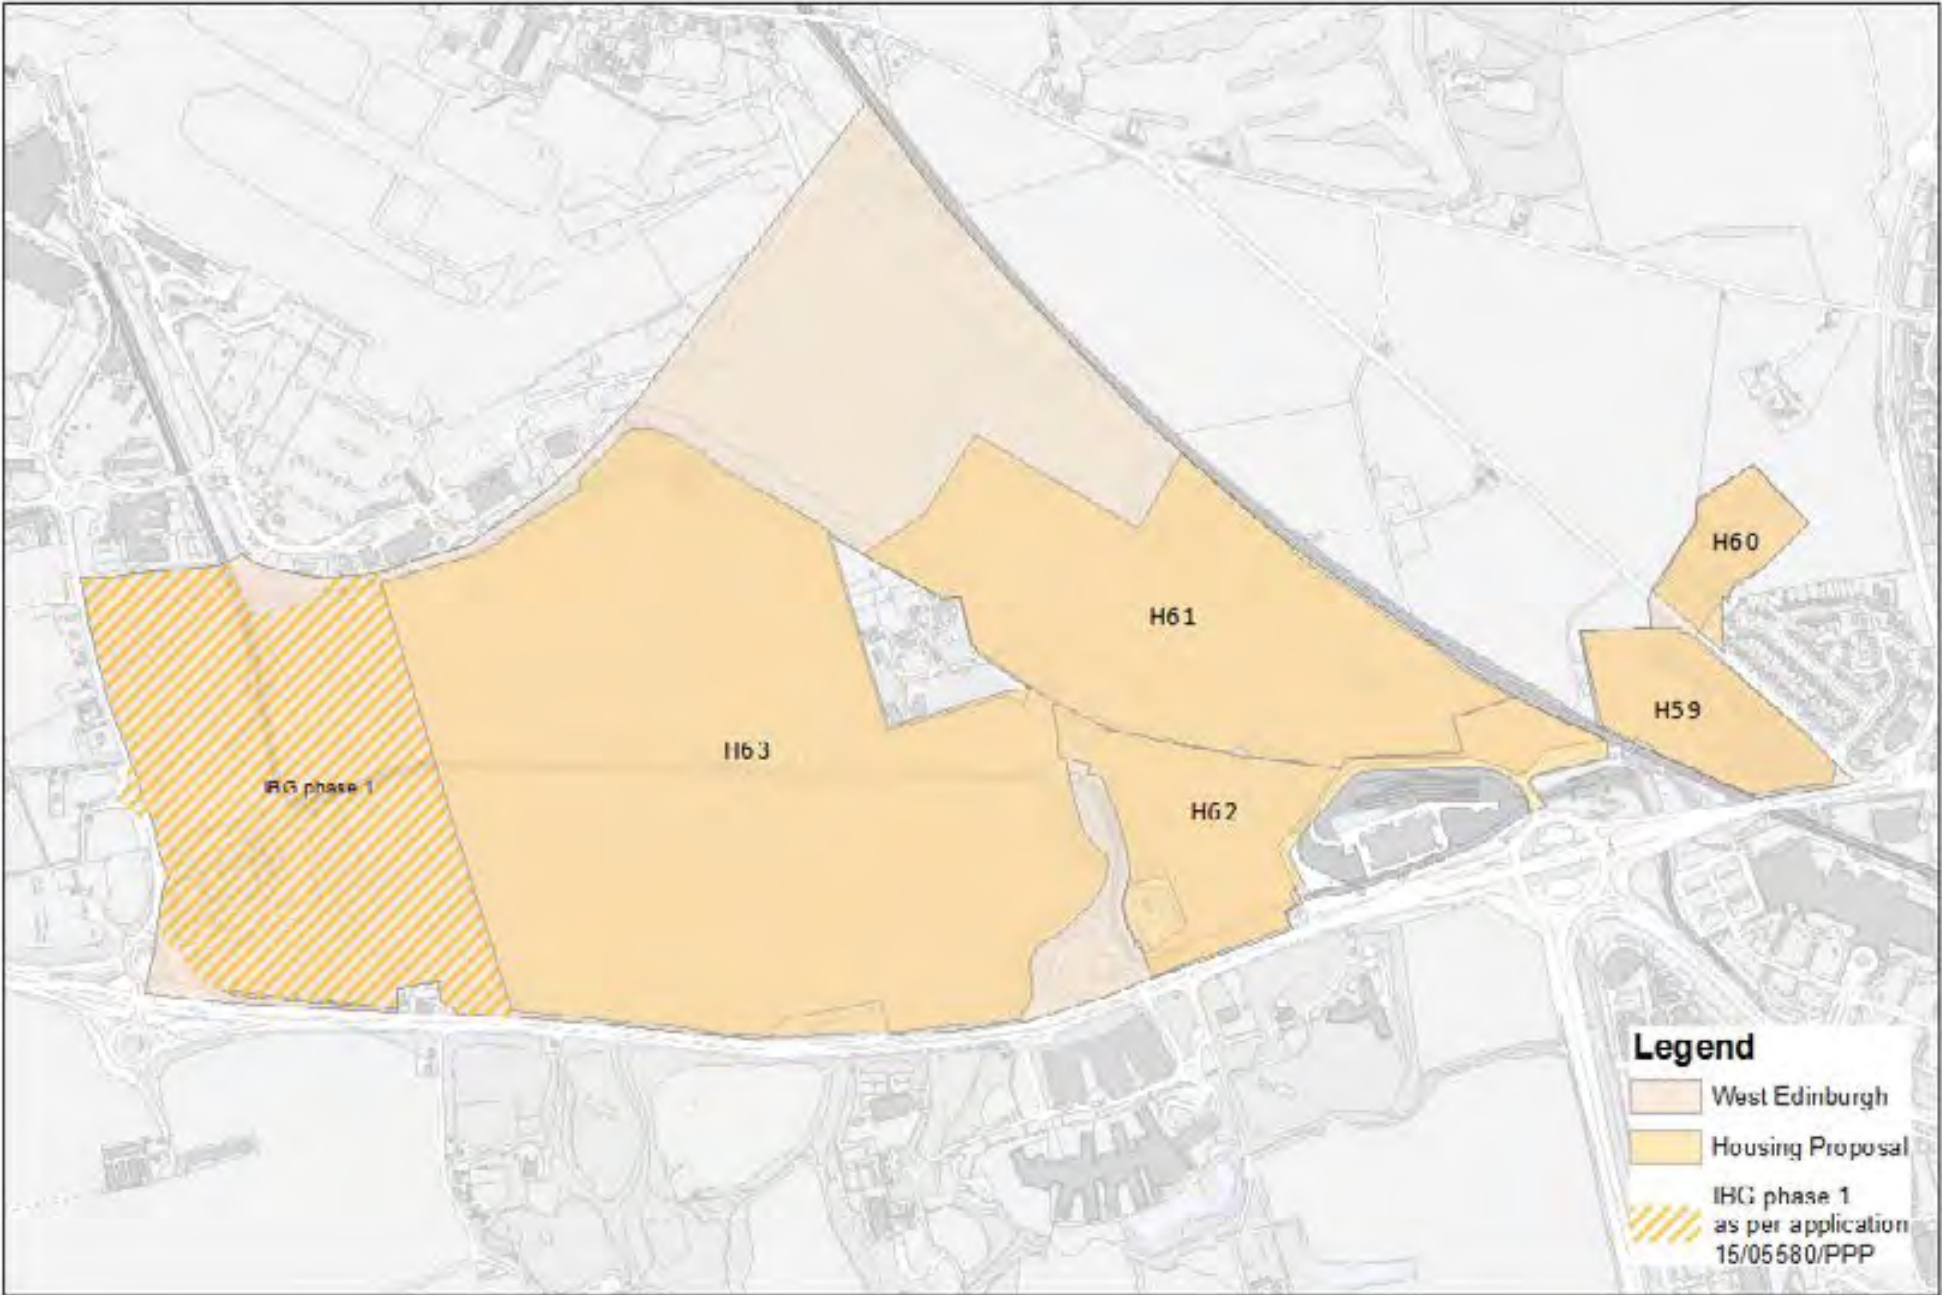 H60
H61
H59
H63
IBG phase 1
H62
Legend
West Edinburgh
Housing Proposal
IBG phase 1
as per application
15/05580/PPP